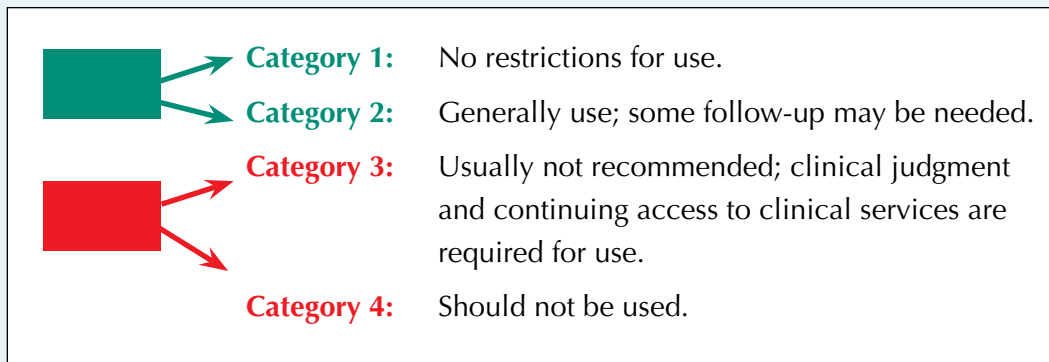 Category 1: No restrictions for use.
Category 2: Generally use; some follow-up may be needed.
Category 3: Usually not recommended; clinical judgment
and continuing access to clinical services are
required for use.
Category 4: Should not be used.